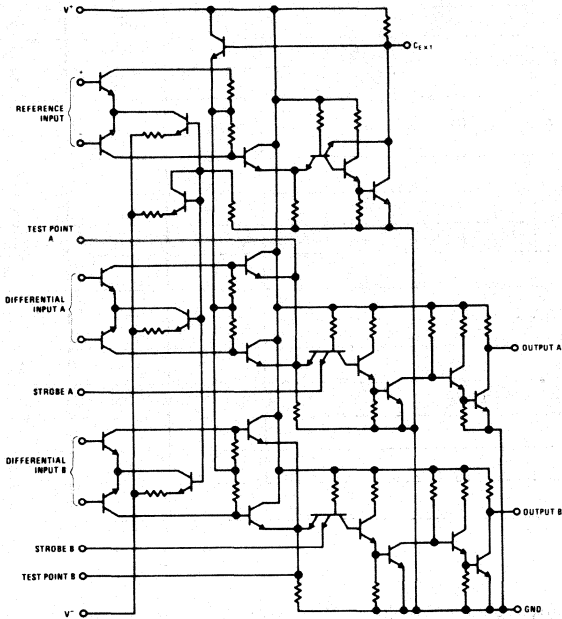 V+
CEXT
+
REFERENCE
INPUT
-
TEST POINT
A
DIFFERENTIAL
INPUT A
OUTPUT A
STROBE A
DIFFERENTIAL
INPUT B
OUTPUT B
STROBE B
TEST POINT B
V-
GND